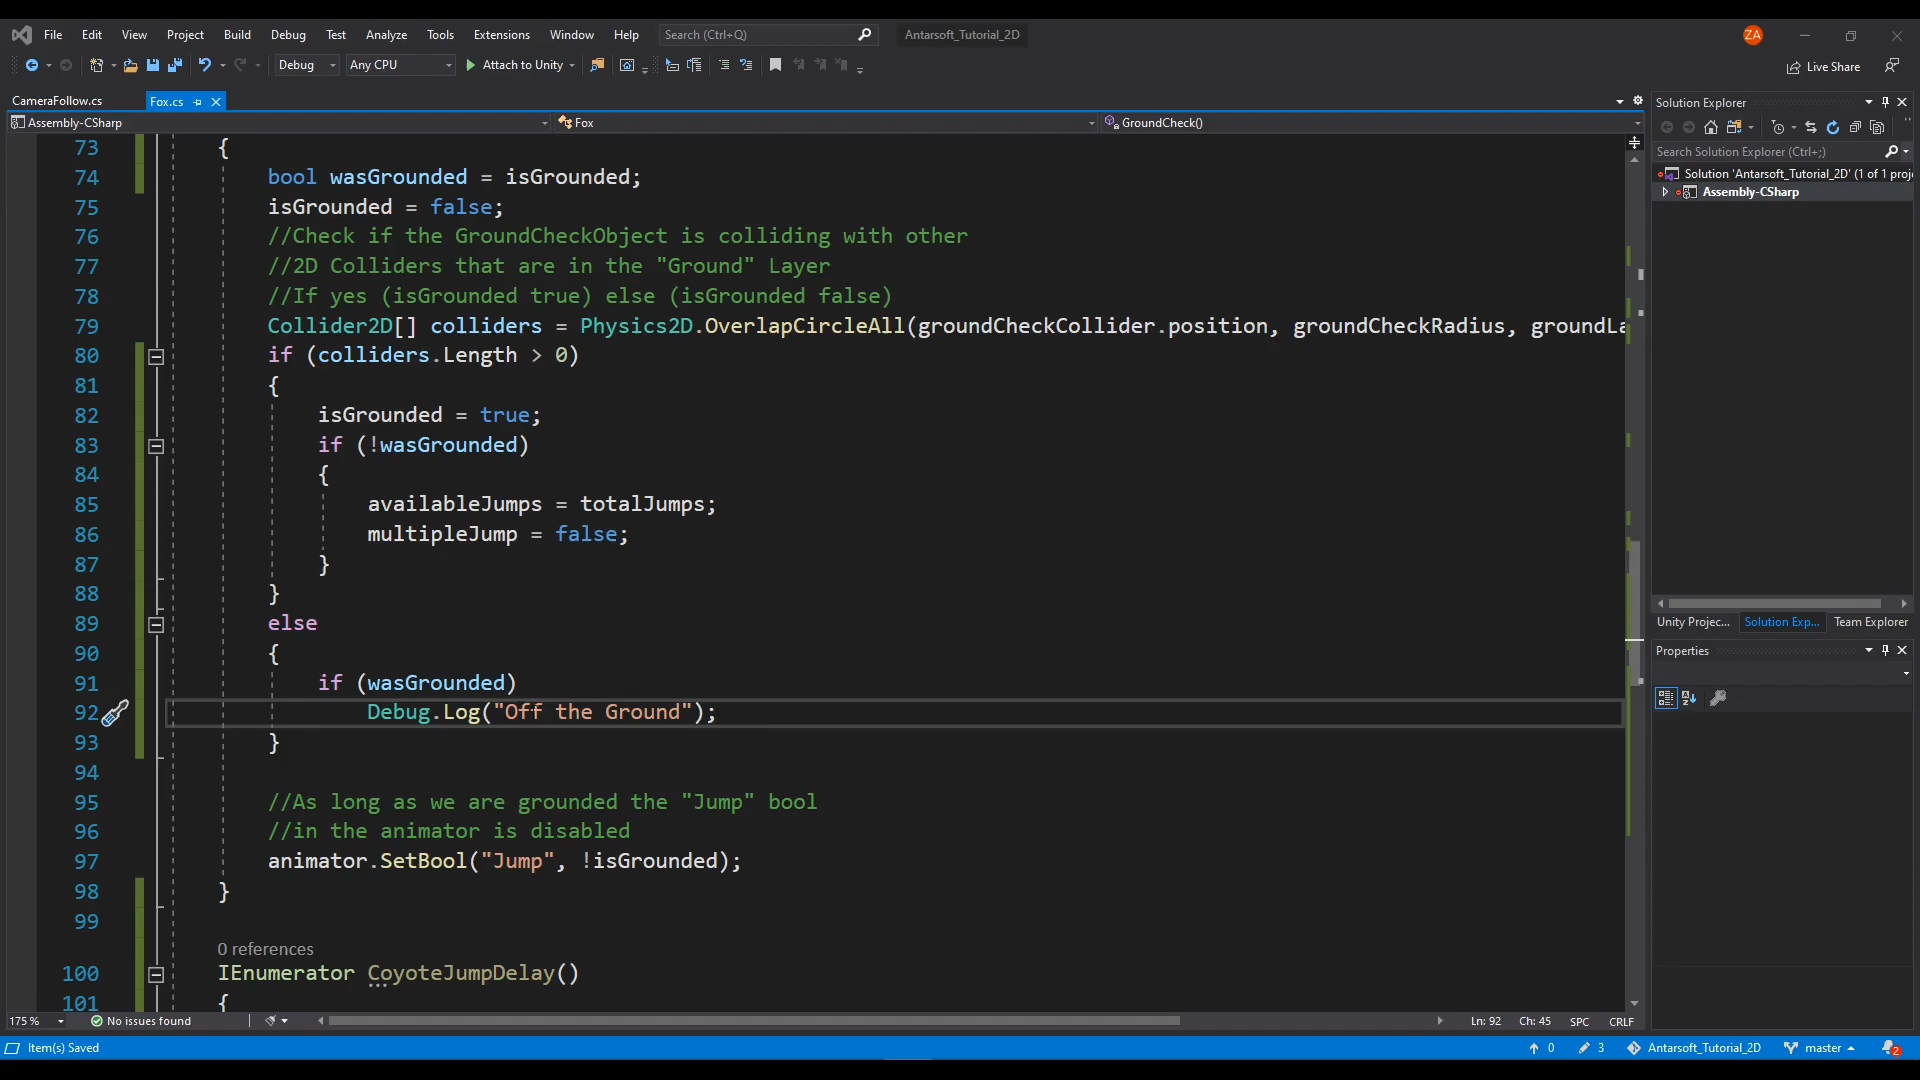 File Edit View Project Build Debug Test Analyze Tools Extensions Window Help Search (Ctrl+Q) Antarsoft_Tutorial_2D ZA
Debug Any CPU Attach to Unity Live Share
CameraFollow.cs Fox.cs
Assembly-CSharp Fox GroundCheck()
73 {
74 bool wasGrounded = isGrounded;
75 isGrounded = false;
76 //Check if the GroundCheckObject is colliding with other
77 //2D Colliders that are in the "Ground" Layer
78 //If yes (isGrounded true) else (isGrounded false)
79 Collider2D[] colliders = Physics2D.OverlapCircleAll(groundCheckCollider.position, groundCheckRadius, groundLa
80 if (colliders.Length > 0)
81 {
82 isGrounded = true;
83 if (!wasGrounded)
84 {
85 availableJumps = totalJumps;
86 multipleJump = false;
87 }
88 }
89 else
90 {
91 if (wasGrounded)
92 Debug.Log("Off the Ground");
93 }
94
95 //As long as we are grounded the "Jump" bool
96 //in the animator is disabled
97 animator.SetBool("Jump", !isGrounded);
98 }
99
0 references
100 IEnumerator CoyoteJumpDelay()
101 {
175 % No issues found Ln: 92 Ch: 45 SPC CRLF
Solution Explorer
Search Solution Explorer (Ctrl+;)
Solution 'Antarsoft_Tutorial_2D' (1 of 1 proj
Assembly-CSharp
Unity Projec... Solution Exp... Team Explorer
Properties
Item(s) Saved 0 3 Antarsoft_Tutorial_2D master 2